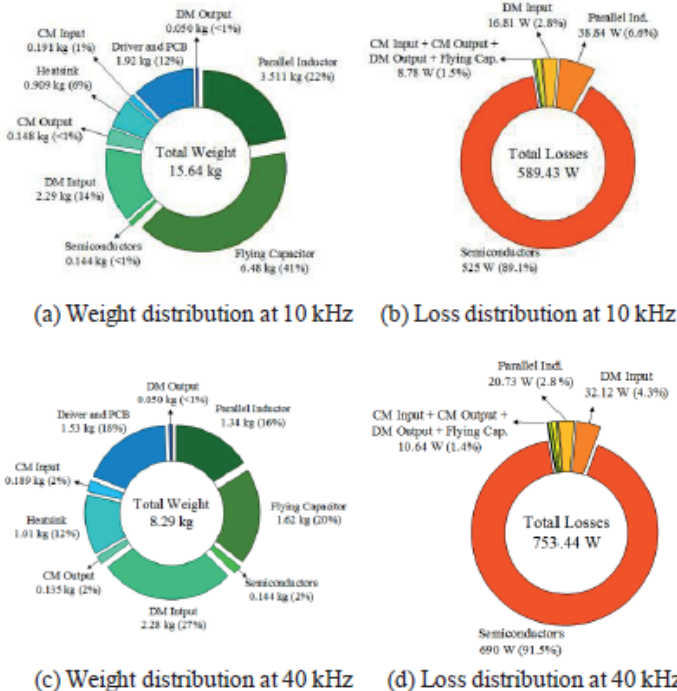 DM Output
0.050 kg (<1%)
CM Input
0.191 kg (1%)
Driver and PCB
1.92 kg (12%)
Parallel Inductor
3.511 kg (22%)
Heatsink
0.909 kg (6%)
CM Output
0.148 kg (<1%)
Total Weight
15.64 kg
DM Intput
2.29 kg (14%)
Semiconductors
0.144 kg (<1%)
Flying Capacitor
6.48 kg (41%)
(a) Weight distribution at 10 kHz
DM Input
16.81 W (2.8%)
Parallel Ind.
38.84 W (6.6%)
CM Input + CM Output +
DM Output + Flying Cap.
8.78 W (1.5%)
Total Losses
589.43 W
Semiconductors
525 W (89.1%)
(b) Loss distribution at 10 kHz
DM Output
0.050 kg (<1%)
Driver and PCB
1.53 kg (18%)
Parallel Inductor
1.34 kg (16%)
CM Input
0.189 kg (2%)
Total Weight
8.29 kg
Flying Capacitor
1.62 kg (20%)
Heatsink
1.01 kg (12%)
CM Output
0.135 kg (2%)
Semiconductors
0.144 kg (2%)
DM Intput
2.28 kg (27%)
(c) Weight distribution at 40 kHz
Parallel Ind.
20.73 W (2.8%)
DM Input
32.12 W (4.3%)
CM Input + CM Output +
DM Output + Flying Cap.
10.64 W (1.4%)
Total Losses
753.44 W
Semiconductors
690 W (91.5%)
(d) Loss distribution at 40 kHz